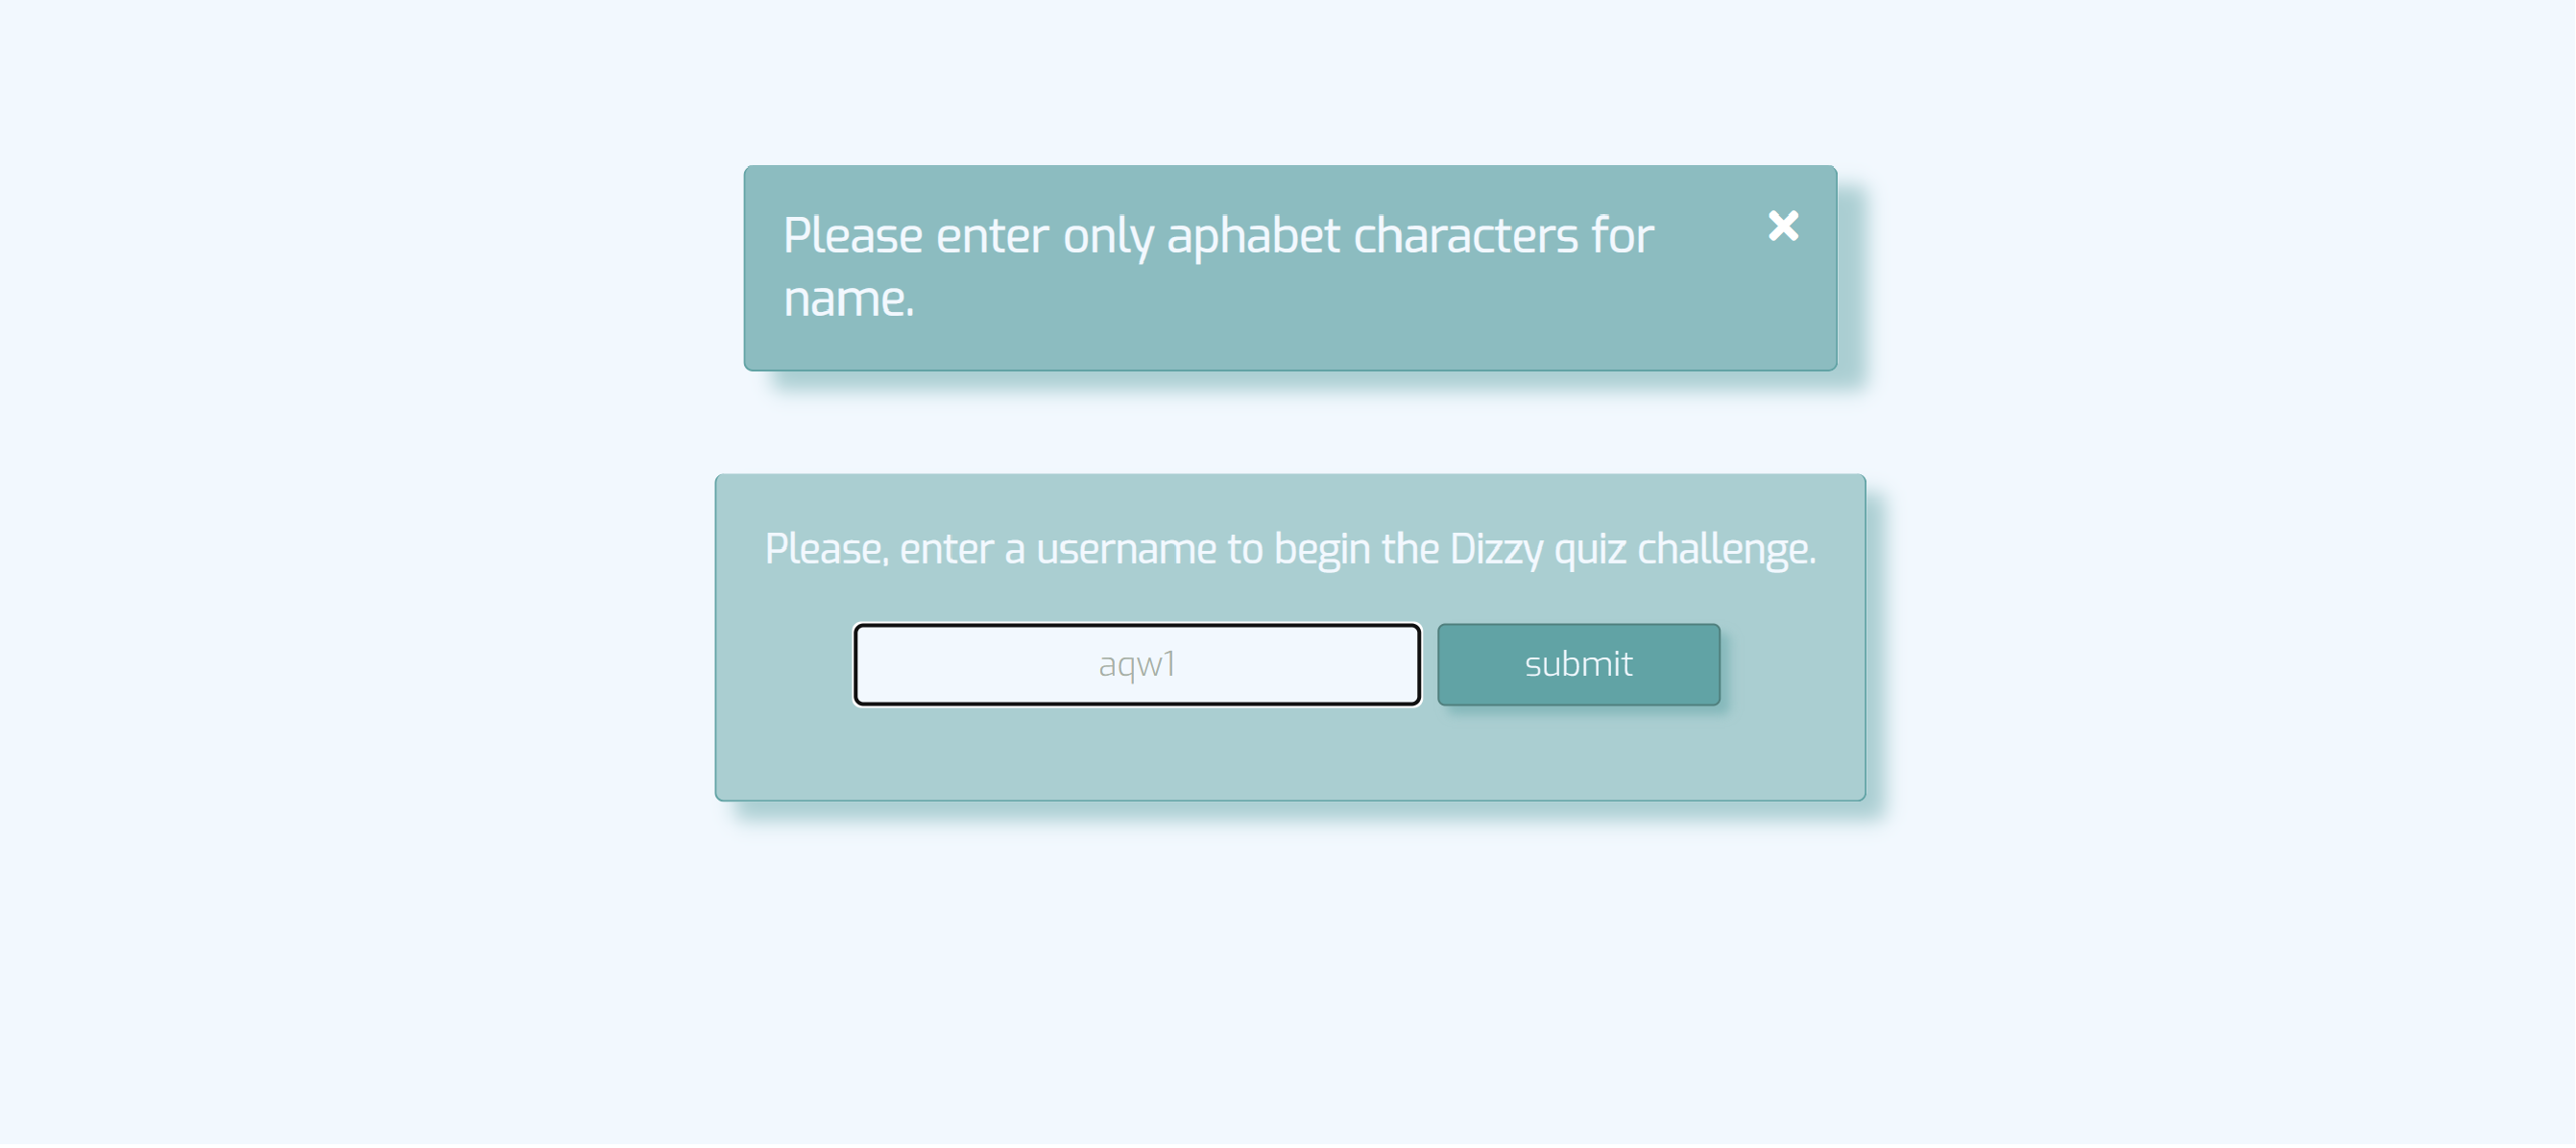 Please enter only aphabet characters for
name.
Please, enter a username to begin the Dizzy quiz challenge.
aqw1
submit